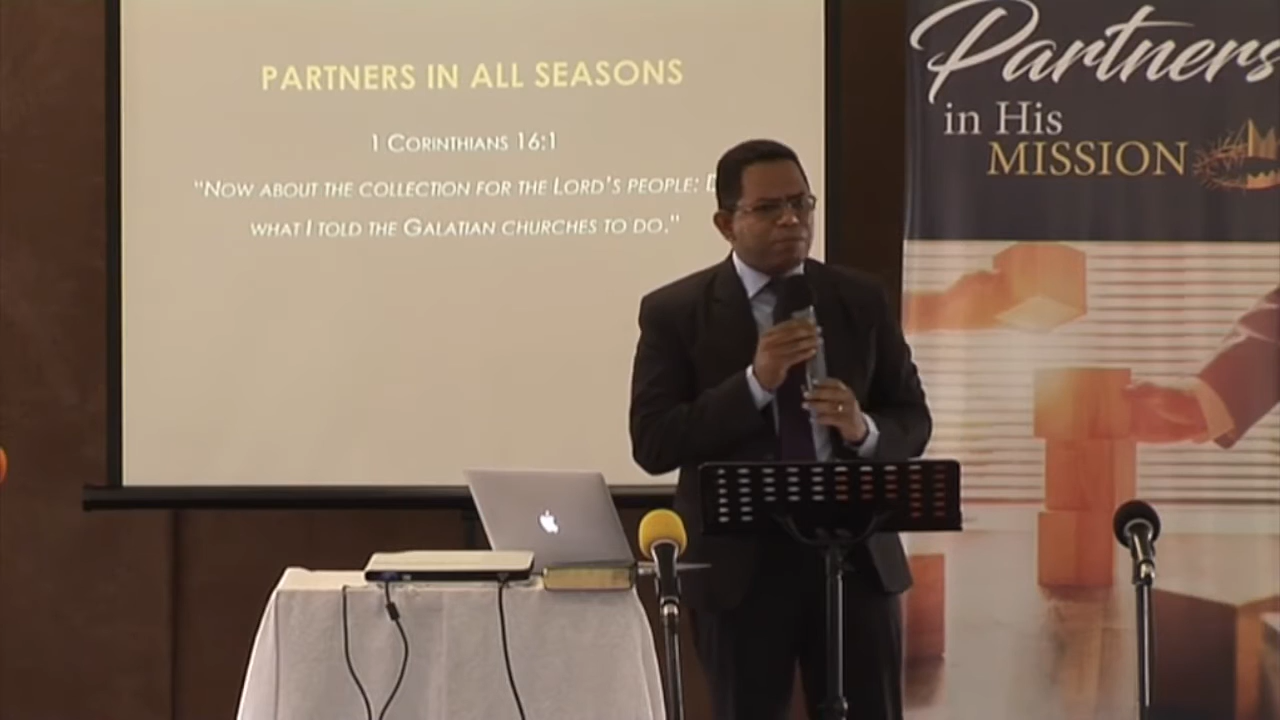 PARTNERS IN ALL SEASONS
1 CORINTHIANS 16:1
"NOW ABOUT THE COLLECTION FOR THE LORD'S PEOPLE:
WHAT I TOLD THE GALATIAN CHURCHES TO DO."
Partners
in His
MISSION